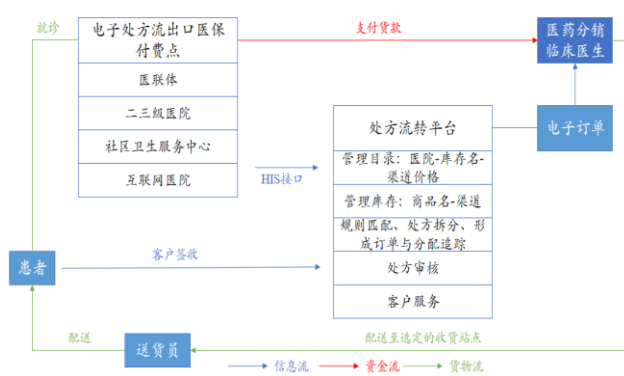 就诊
电子处方流出口医保
付费点
医联体
二三级医院
社区卫生服务中心
互联网医院
支付货款
医药分销
临床医生
电子订单
处方流转平台
管理目录：医院-库存名-
渠道价格
管理库存：商品名-渠道
规则匹配、处方拆分、形
成订单与分配追踪
处方审核
客户服务
HIS接口
客户签收
患者
配送
送货员
配送至选定的收货站点
信息流
资金流
货物流